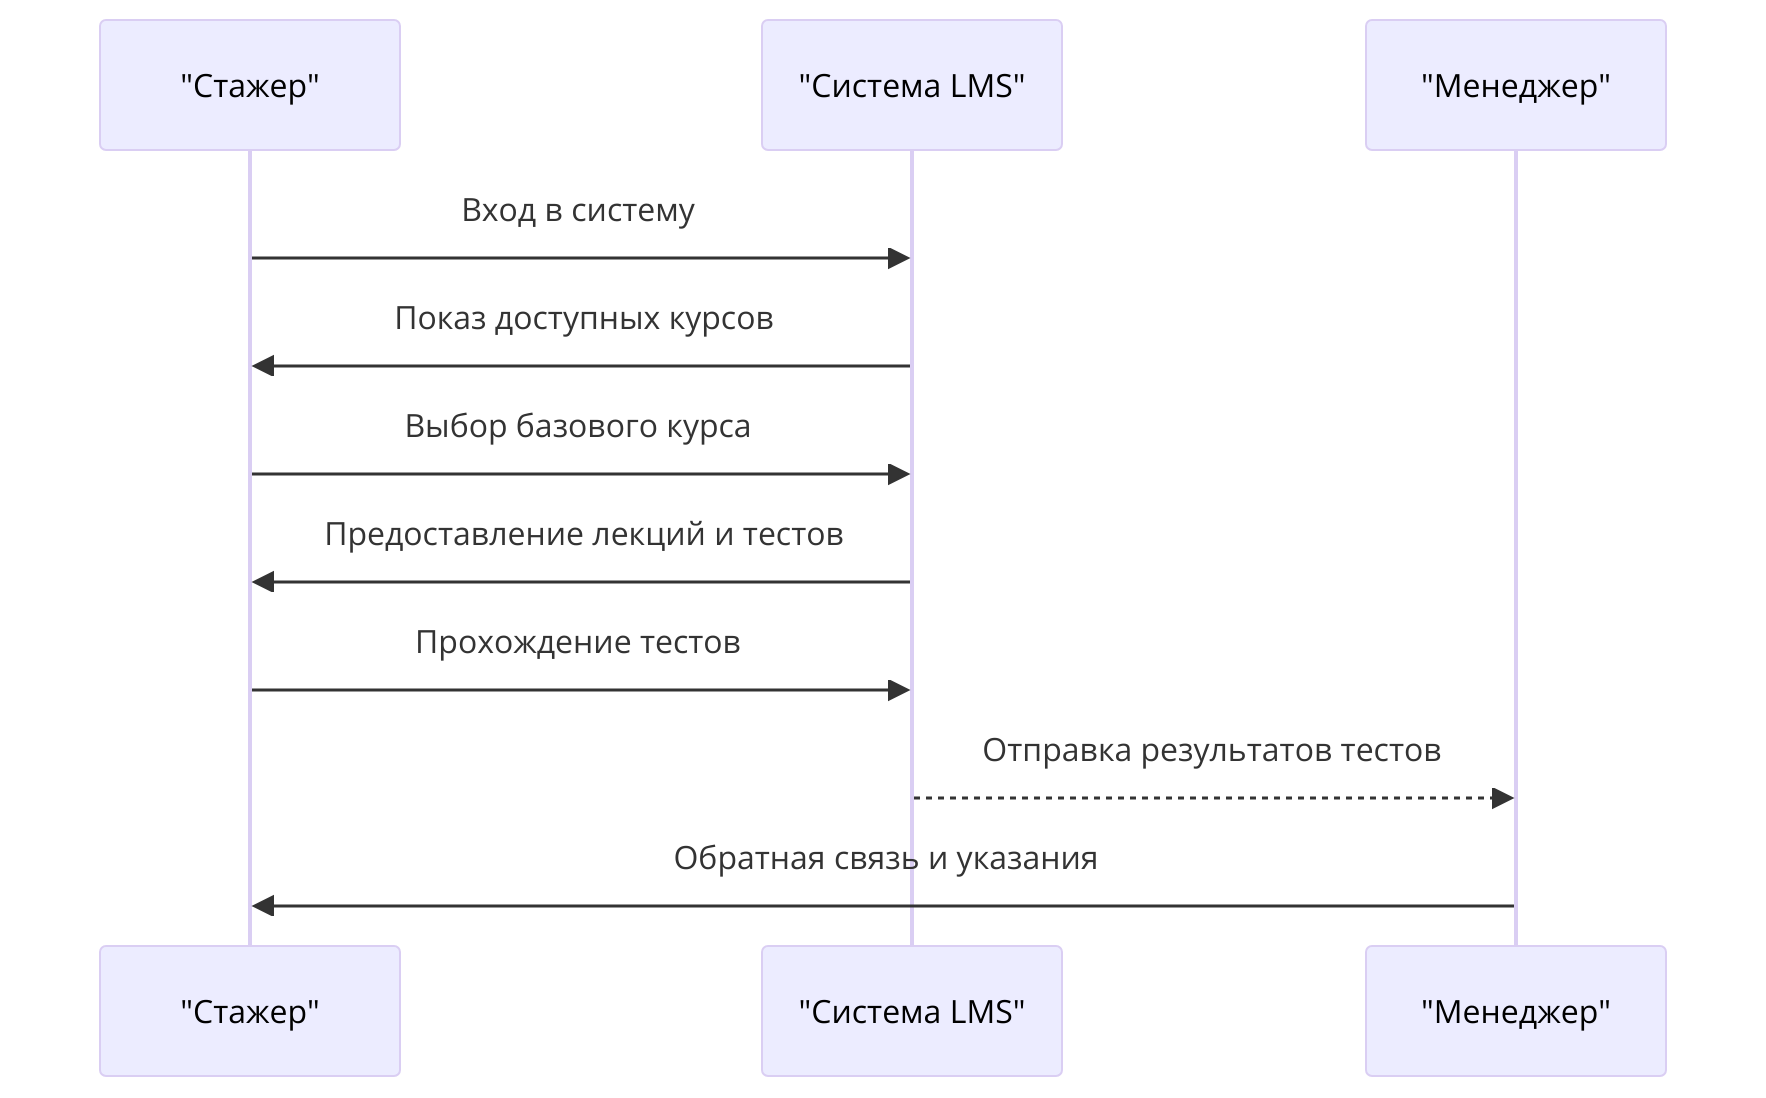 "Стажер"
"Система LMS"
"Менеджер"
Вход в систему
Показ доступных курсов
Выбор базового курса
Предоставление лекций и тестов
Прохождение тестов
Отправка результатов тестов
Обратная связь и указания
"Стажер"
"Система LMS"
"Менеджер"